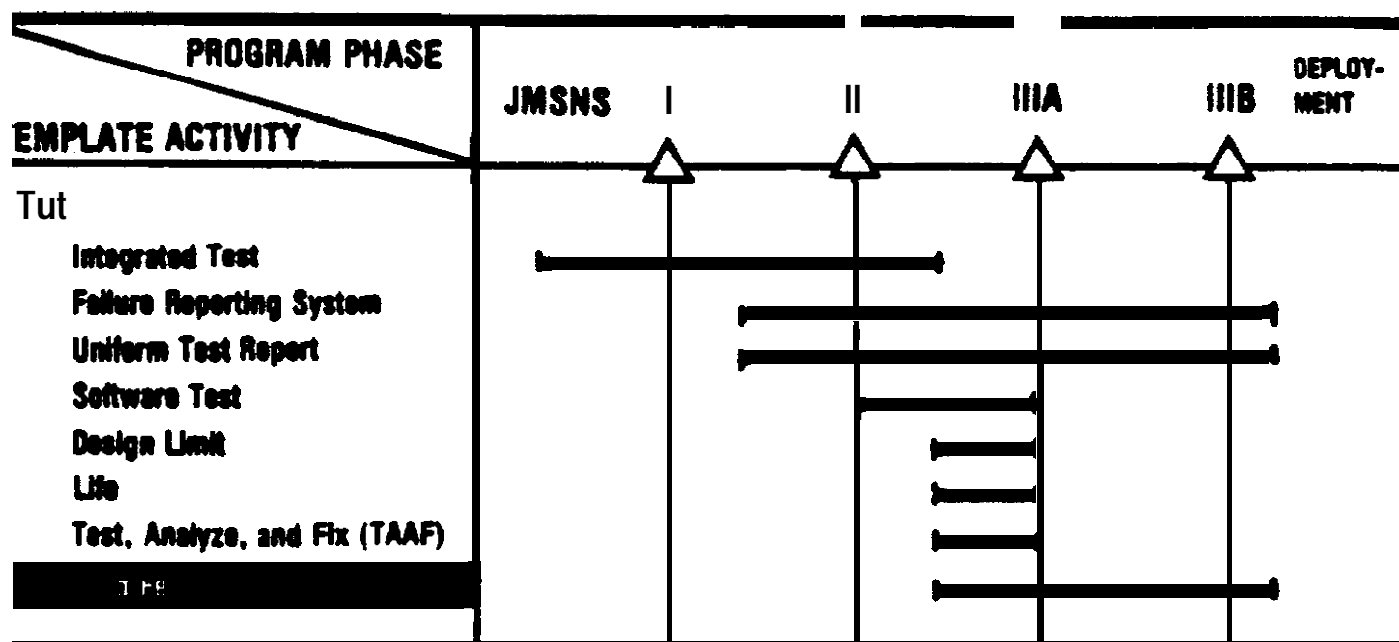 PROGRAM PHASE
EMPLATE ACTIVITY
JMSNS I II IIIA IIIB DEPLOY-
MENT
Tut
Integrated Test
Failure Reporting System
Uniform Test Report
Software Test
Design Limit
Life
Test, Analyze, and Fix (TAAF)